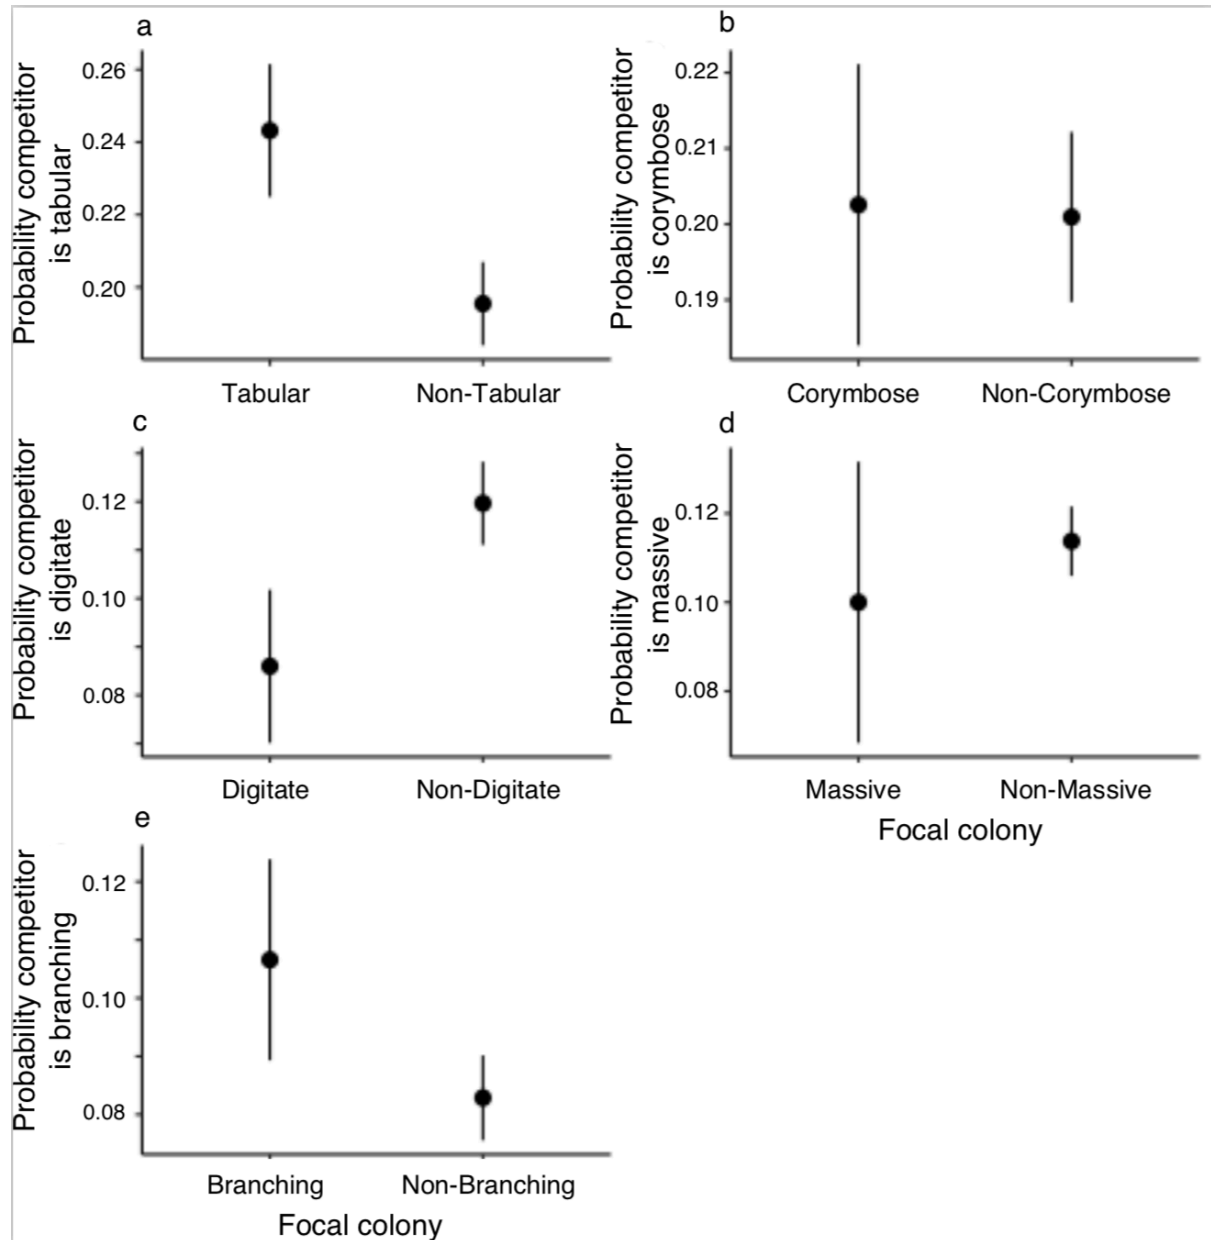 a
Probability competitor
is tabular
0.26
0.24
0.22
0.20
Tabular
Non-Tabular
b
Probability competitor
is corymbose
0.22
0.21
0.20
0.19
Corymbose
Non-Corymbose
c
Probability competitor
is digitate
0.12
0.10
0.08
Digitate
Non-Digitate
d
Probability competitor
is massive
0.12
0.10
0.08
Massive
Non-Massive
Focal colony
e
Probability competitor
is branching
0.12
0.10
0.08
Branching
Non-Branching
Focal colony